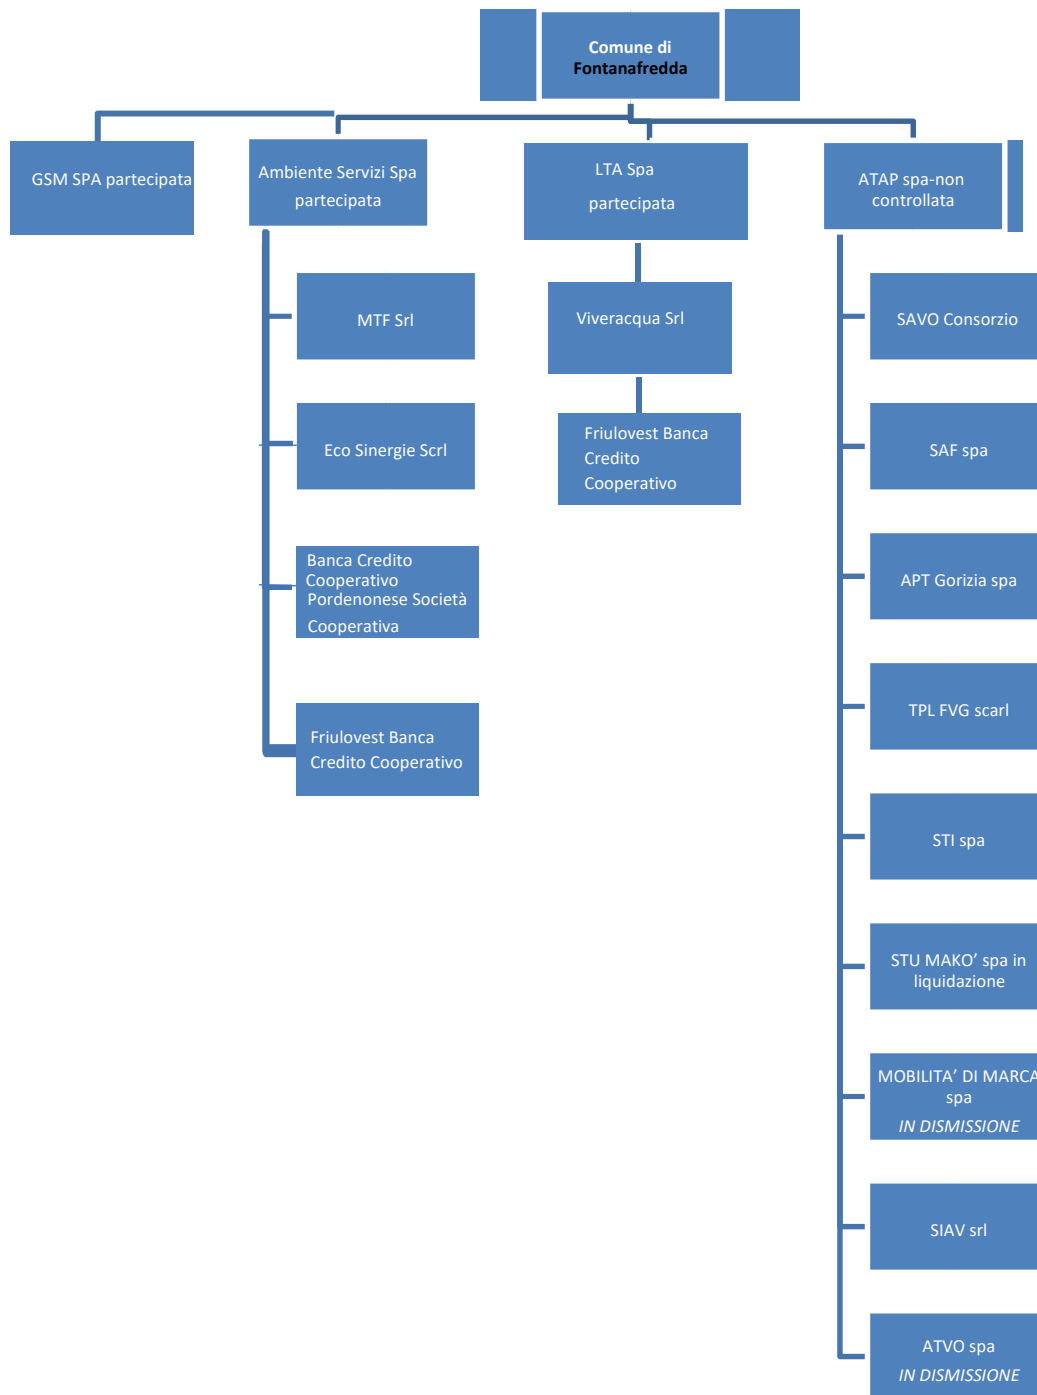 Comune di
Fontanafredda
GSM SPA partecipata
Ambiente Servizi Spa
partecipata
LTA Spa
partecipata
ATAP spa-non
controllata
MTF Srl
Eco Sinergie Scrl
Banca Credito
Cooperativo
Pordenonese Società
Cooperativa
Friulovest Banca
Credito Cooperativo
Viveracqua Srl
Friulovest Banca
Credito
Cooperativo
SAVO Consorzio
SAF spa
APT Gorizia spa
TPL FVG scarl
STI spa
STU MAKO’ spa in
liquidazione
MOBILITA’ DI MARCA
spa
IN DISMISSIONE
SIAV srl
ATVO spa
IN DISMISSIONE